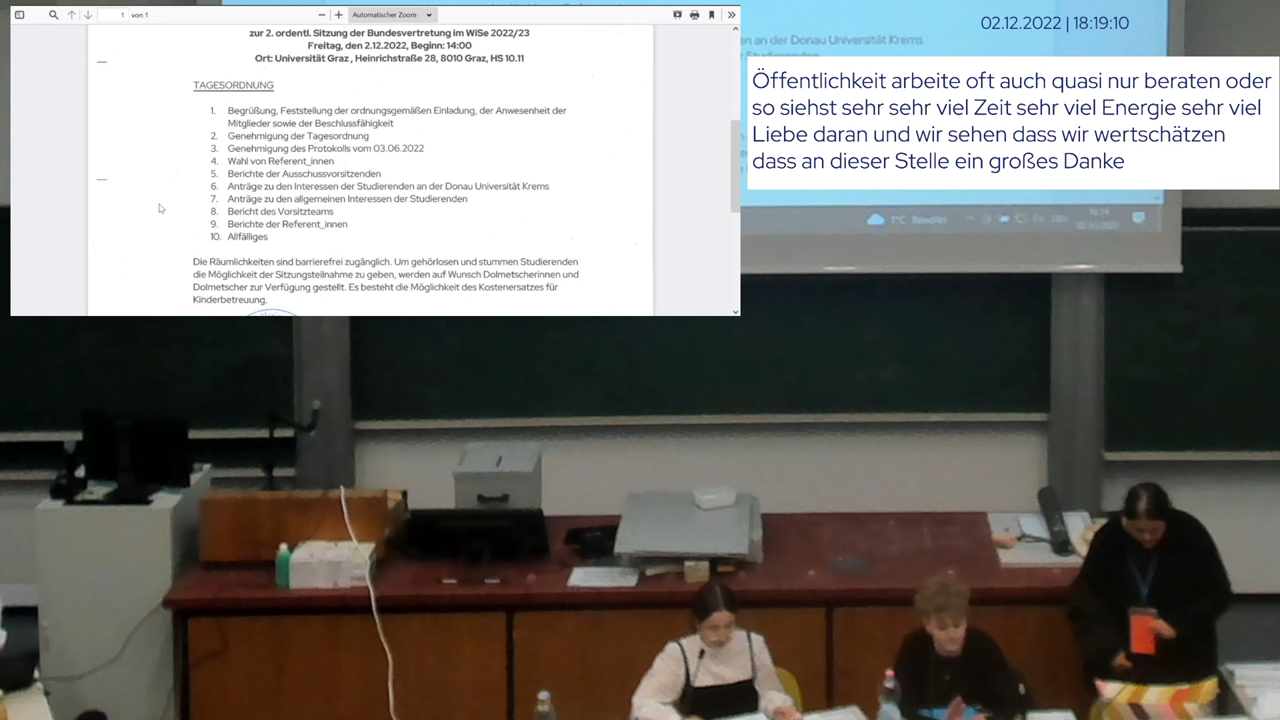 1 von 1
Automatischer Zoom
zur 2. ordentl. Sitzung der Bundesvertretung im WiSe 2022/23
Freitag, den 2.12.2022, Beginn: 14:00
Ort: Universität Graz , Heinrichstraße 28, 8010 Graz, HS 10.11
TAGESORDNUNG
1. Begrüßung, Feststellung der ordnungsgemäßen Einladung, der Anwesenheit der
Mitglieder sowie der Beschlussfähigkeit
2. Genehmigung der Tagesordnung
3. Genehmigung des Protokolls vom 03.06.2022
4. Wahl von Referent_innen
5. Berichte der Ausschussvorsitzenden
6. Anträge zu den Interessen der Studierenden an der Donau Universität Krems
7. Anträge zu den allgemeinen Interessen der Studierenden
8. Bericht des Vorsitzteams
9. Berichte der Referent_innen
10. Allfälliges
Die Räumlichkeiten sind barrierefrei zugänglich. Um gehörlosen und stummen Studierenden
die Möglichkeit der Sitzungsteilnahme zu geben, werden auf Wunsch Dolmetscherinnen und
Dolmetscher zur Verfügung gestellt. Es besteht die Möglichkeit des Kostenersatzes für
Kinderbetreuung.
02.12.2022 | 18:19:10
en an der Donau Universität Krems
Öffentlichkeit arbeite oft auch quasi nur beraten oder
so siehst sehr sehr viel Zeit sehr viel Energie sehr viel
Liebe daran und wir sehen dass wir wertschätzen
dass an dieser Stelle ein großes Danke
1°C Bewölkt